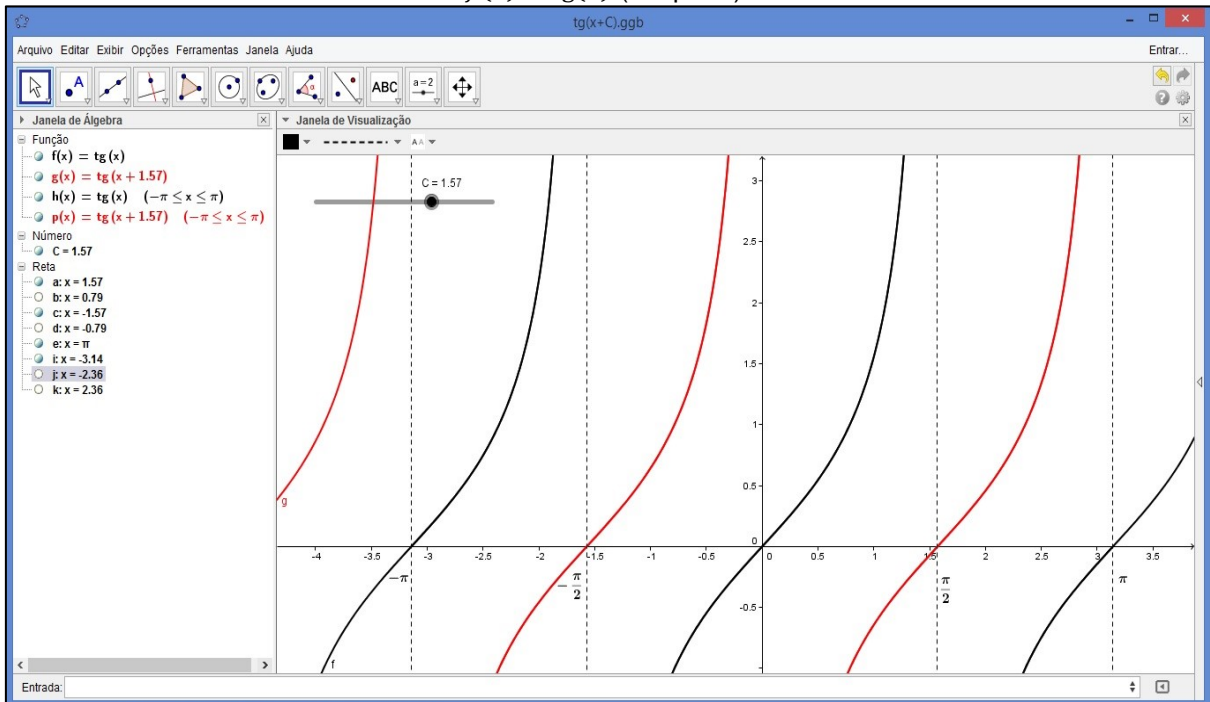 tg(x+C).ggb
Arquivo Editar Exibir Opções Ferramentas Janela Ajuda
Entrar...
A
α
ABC
a=2
Janela de Álgebra
Janela de Visualização
Função
f(x) = tg (x)
g(x) = tg (x + 1.57)
h(x) = tg (x) (−π ≤ x ≤ π)
p(x) = tg (x + 1.57) (−π ≤ x ≤ π)
Número
C = 1.57
Reta
a: x = 1.57
b: x = 0.79
c: x = -1.57
d: x = -0.79
e: x = π
i: x = -3.14
j: x = -2.36
k: x = 2.36
AA
C = 1.57
3
2.5
2
1.5
1
0.5
0
-0.5
-4 -3.5 -3 -2.5 -2 -1.5 -1 -0.5 0 0.5 1 1.5 2 2.5 3 3.5
−π
−π/2
π/2
π
g
f
Entrada: